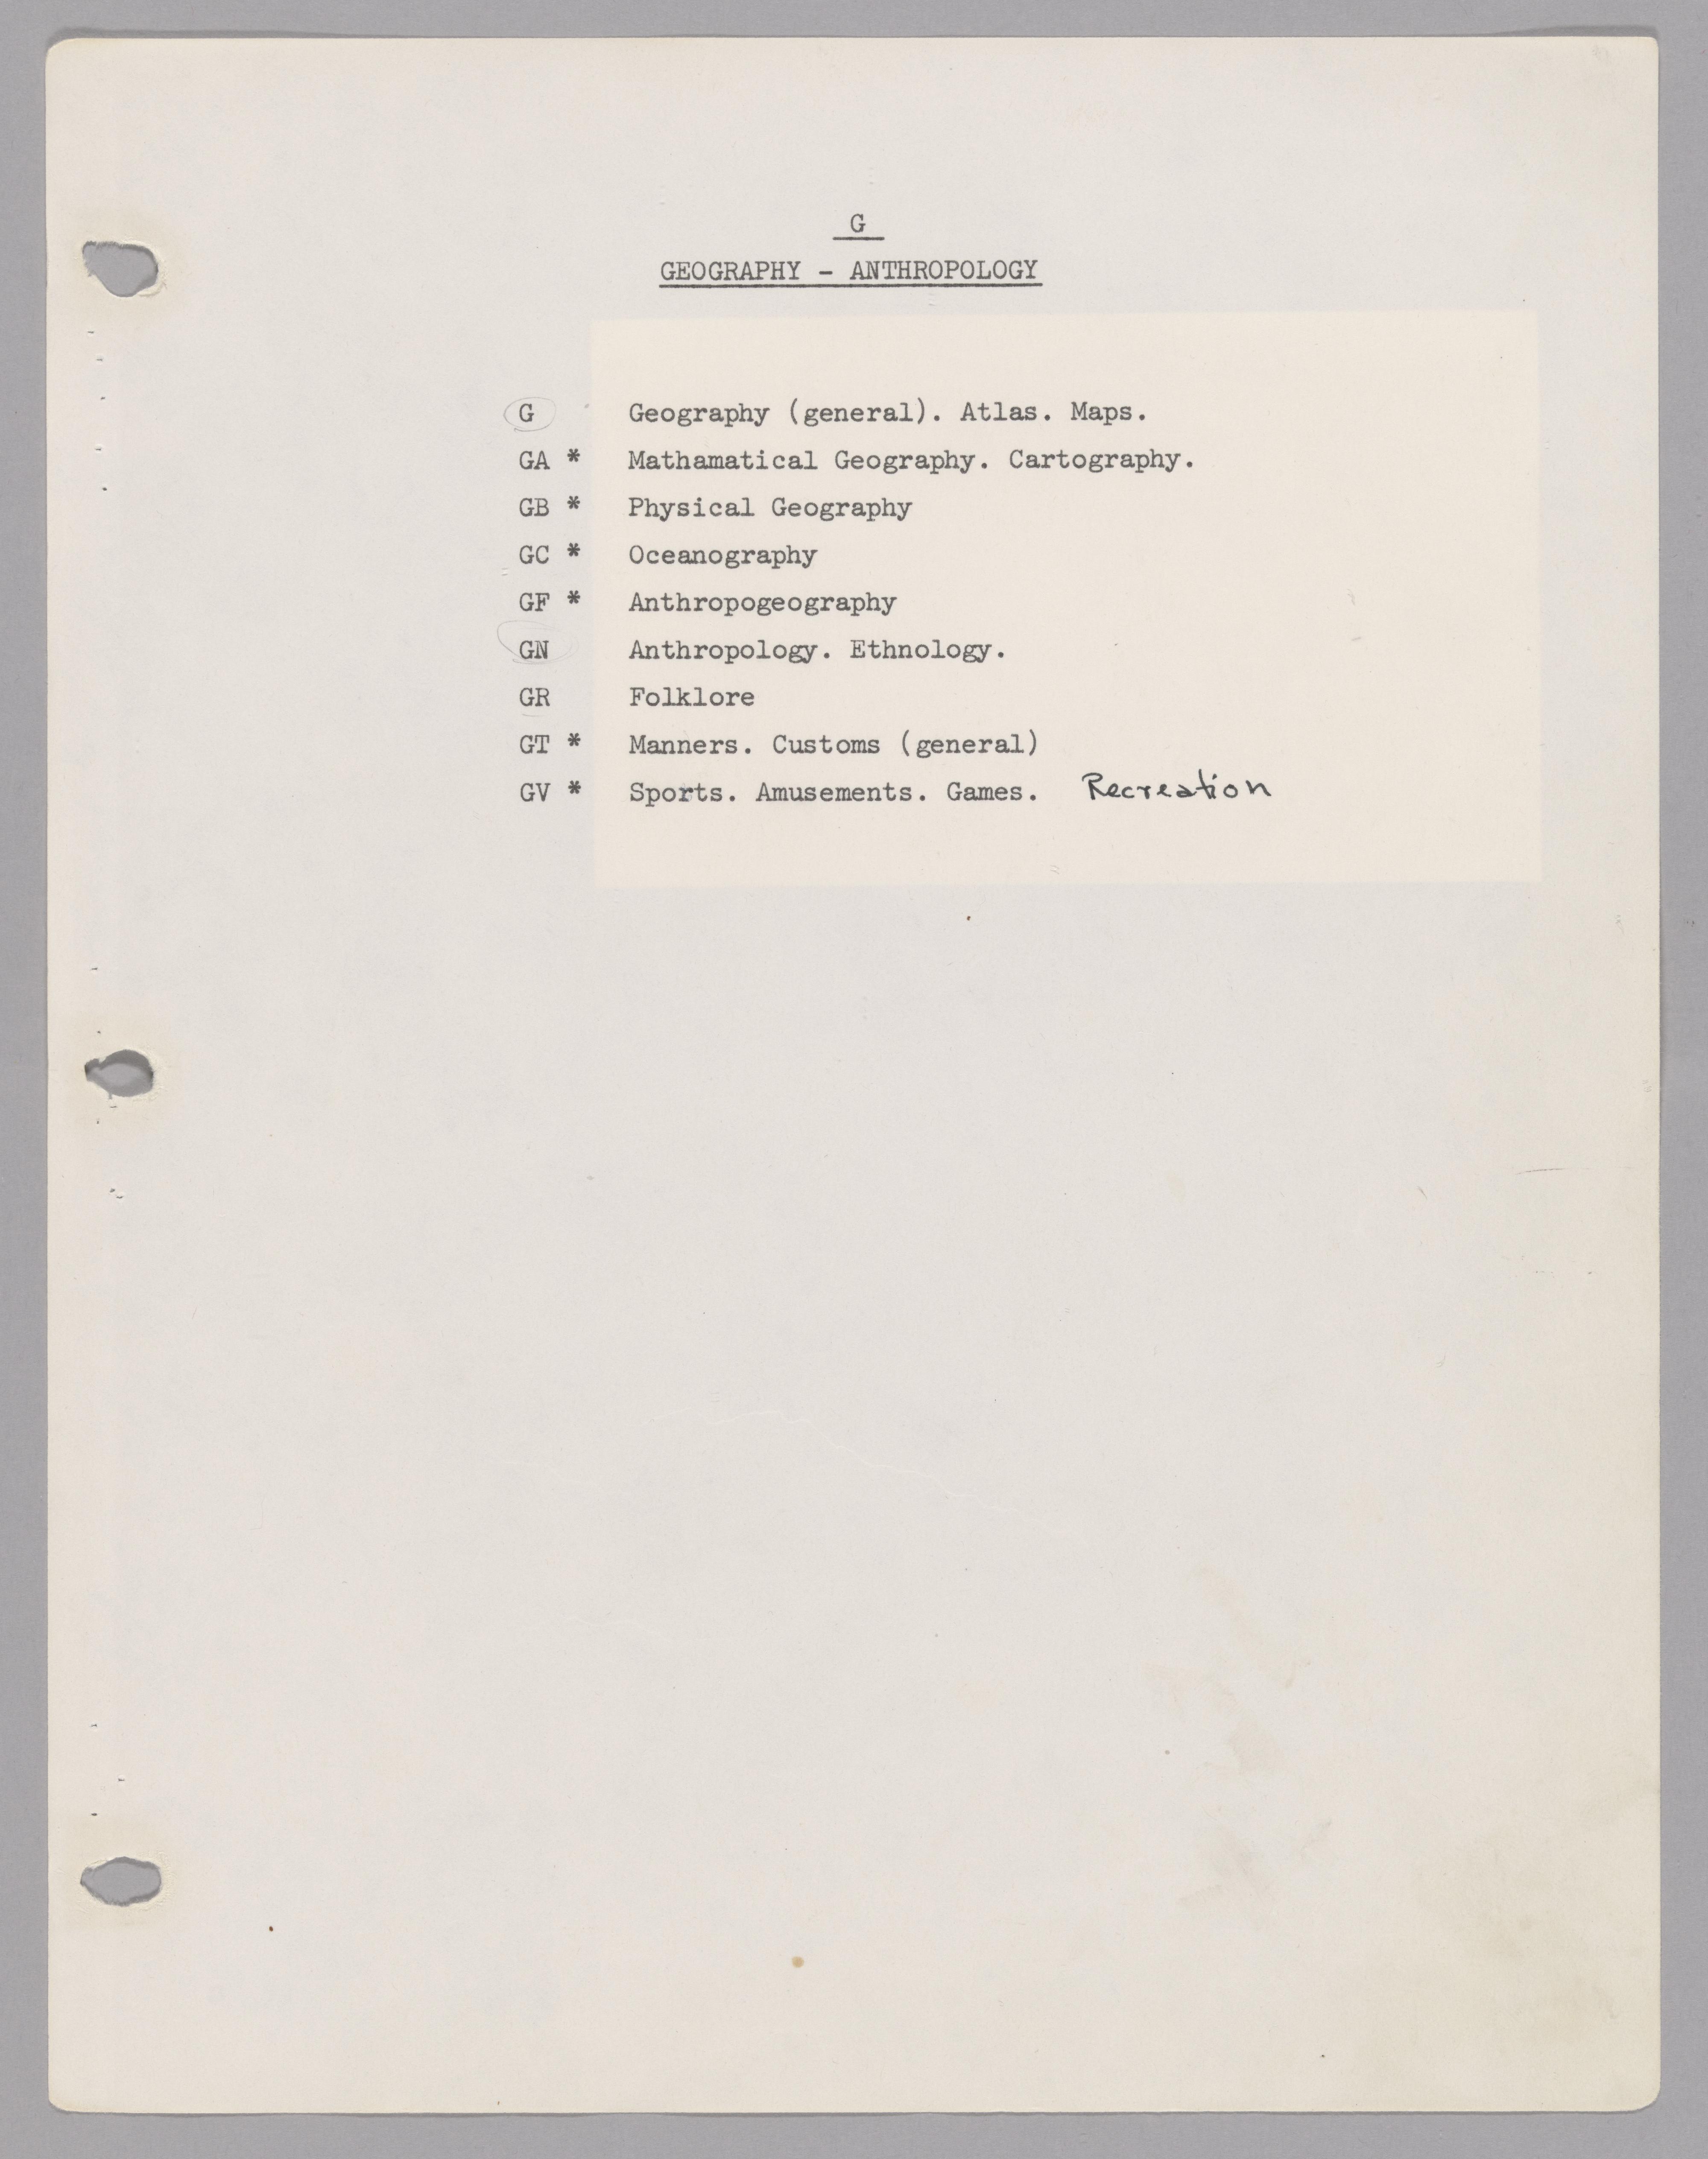 G
GEOGRAPHY - ANTHROPOLOGY
G Geography (general). Atlas. Maps.
GA * Mathamatical Geography. Cartography.
GB * Physical Geography
GC * Oceanography
GF * Anthropogeography
GN Anthropology. Ethnology.
GR Folklore
GT * Manners. Customs (general)
GV * Sports. Amusements. Games. Recreation